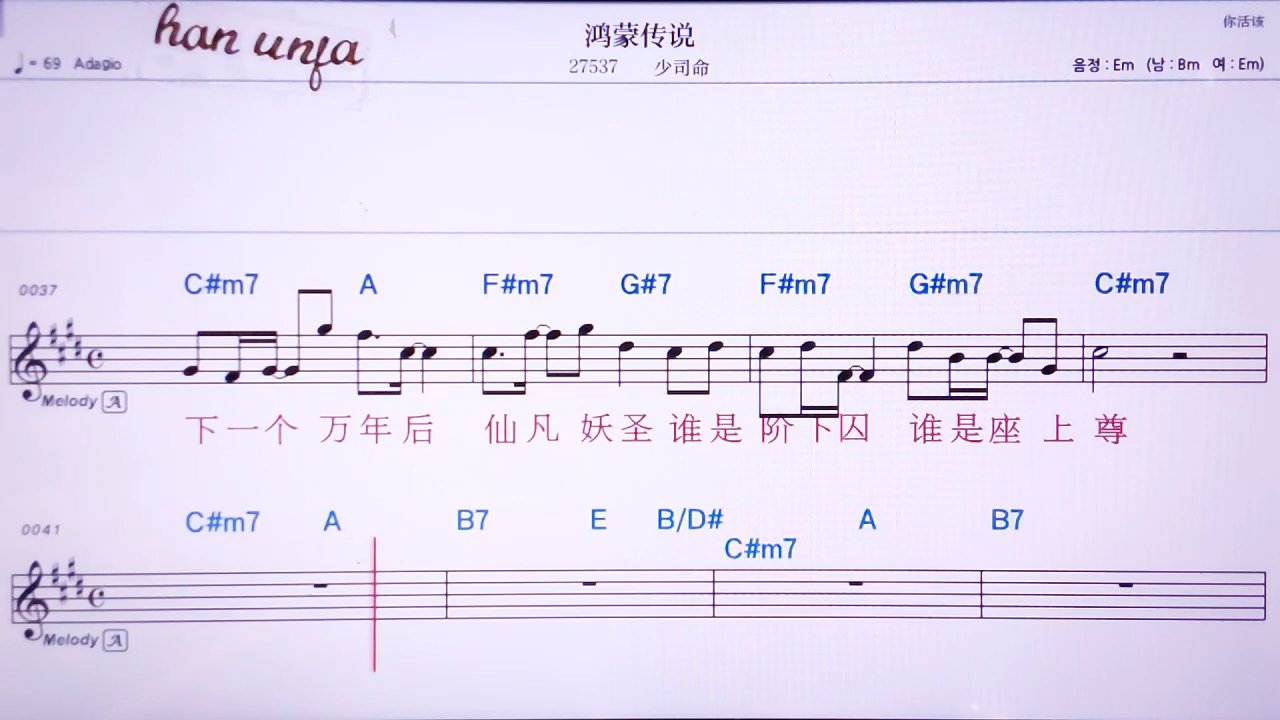 han unfa
鸿蒙传说
你活该
♩= 69 Adagio
27537 少司命
음정 : Em (남 : Bm 여 : Em)
0037
C#m7 A F#m7 G#7 F#m7 G#m7 C#m7
Melody A
下一个 万年后 仙凡 妖圣谁是 阶下囚 谁是座 上 尊
0041
C#m7 A B7 E B/D# C#m7 A B7
Melody A